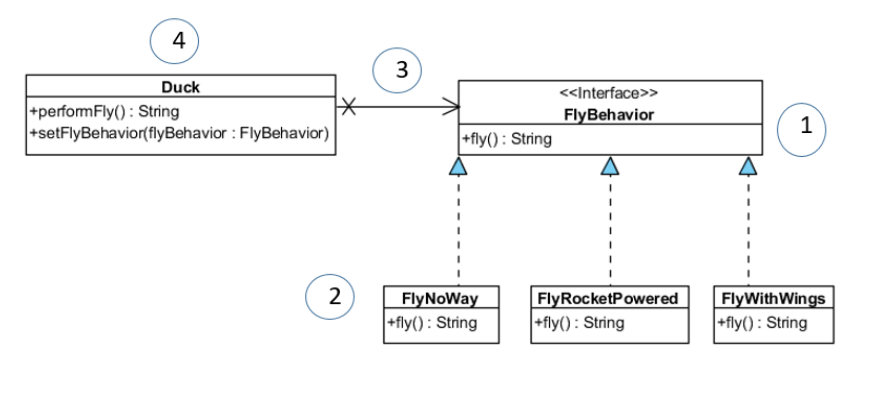 4
3
Duck
+performFly() : String
+setFlyBehavior(flyBehavior : FlyBehavior)
<<Interface>>
FlyBehavior
+fly() : String
1
2
FlyNoWay
+fly() : String
FlyRocketPowered
+fly() : String
FlyWithWings
+fly() : String